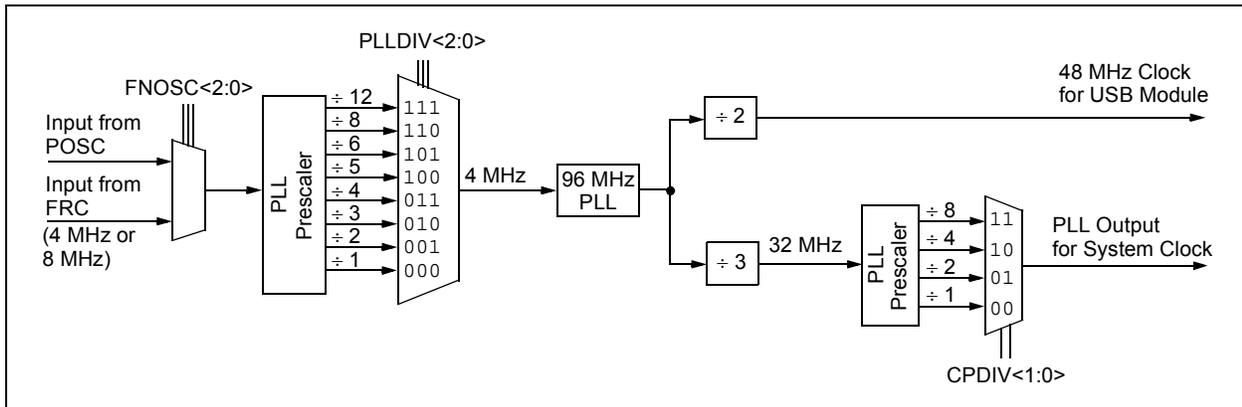 PLLDIV<2:0>
FNOSC<2:0>
Input from
POSC
Input from
FRC
(4 MHz or
8 MHz)
PLL
Prescaler
÷ 12
÷ 8
÷ 6
÷ 5
÷ 4
÷ 3
÷ 2
÷ 1
111
110
101
100
011
010
001
000
4 MHz
96 MHz
PLL
÷ 2
48 MHz Clock
for USB Module
÷ 3
32 MHz
PLL
Prescaler
÷ 8
÷ 4
÷ 2
÷ 1
11
10
01
00
PLL Output
for System Clock
CPDIV<1:0>